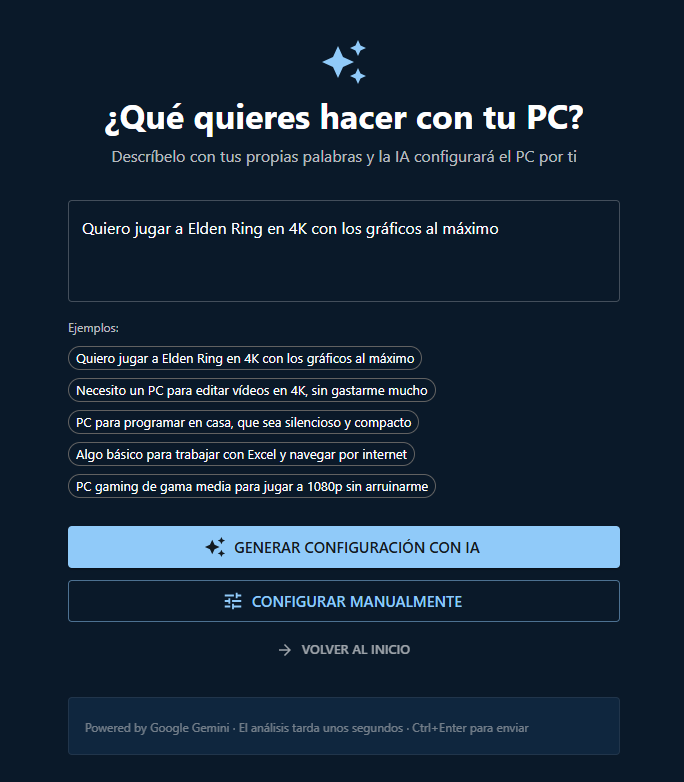 ¿Qué quieres hacer con tu PC?
Descríbelo con tus propias palabras y la IA configurará el PC por ti
Quiero jugar a Elden Ring en 4K con los gráficos al máximo
Ejemplos:
Quiero jugar a Elden Ring en 4K con los gráficos al máximo
Necesito un PC para editar vídeos en 4K, sin gastarme mucho
PC para programar en casa, que sea silencioso y compacto
Algo básico para trabajar con Excel y navegar por internet
PC gaming de gama media para jugar a 1080p sin arruinarme
GENERAR CONFIGURACIÓN CON IA
CONFIGURAR MANUALMENTE
VOLVER AL INICIO
Powered by Google Gemini · El análisis tarda unos segundos · Ctrl+Enter para enviar